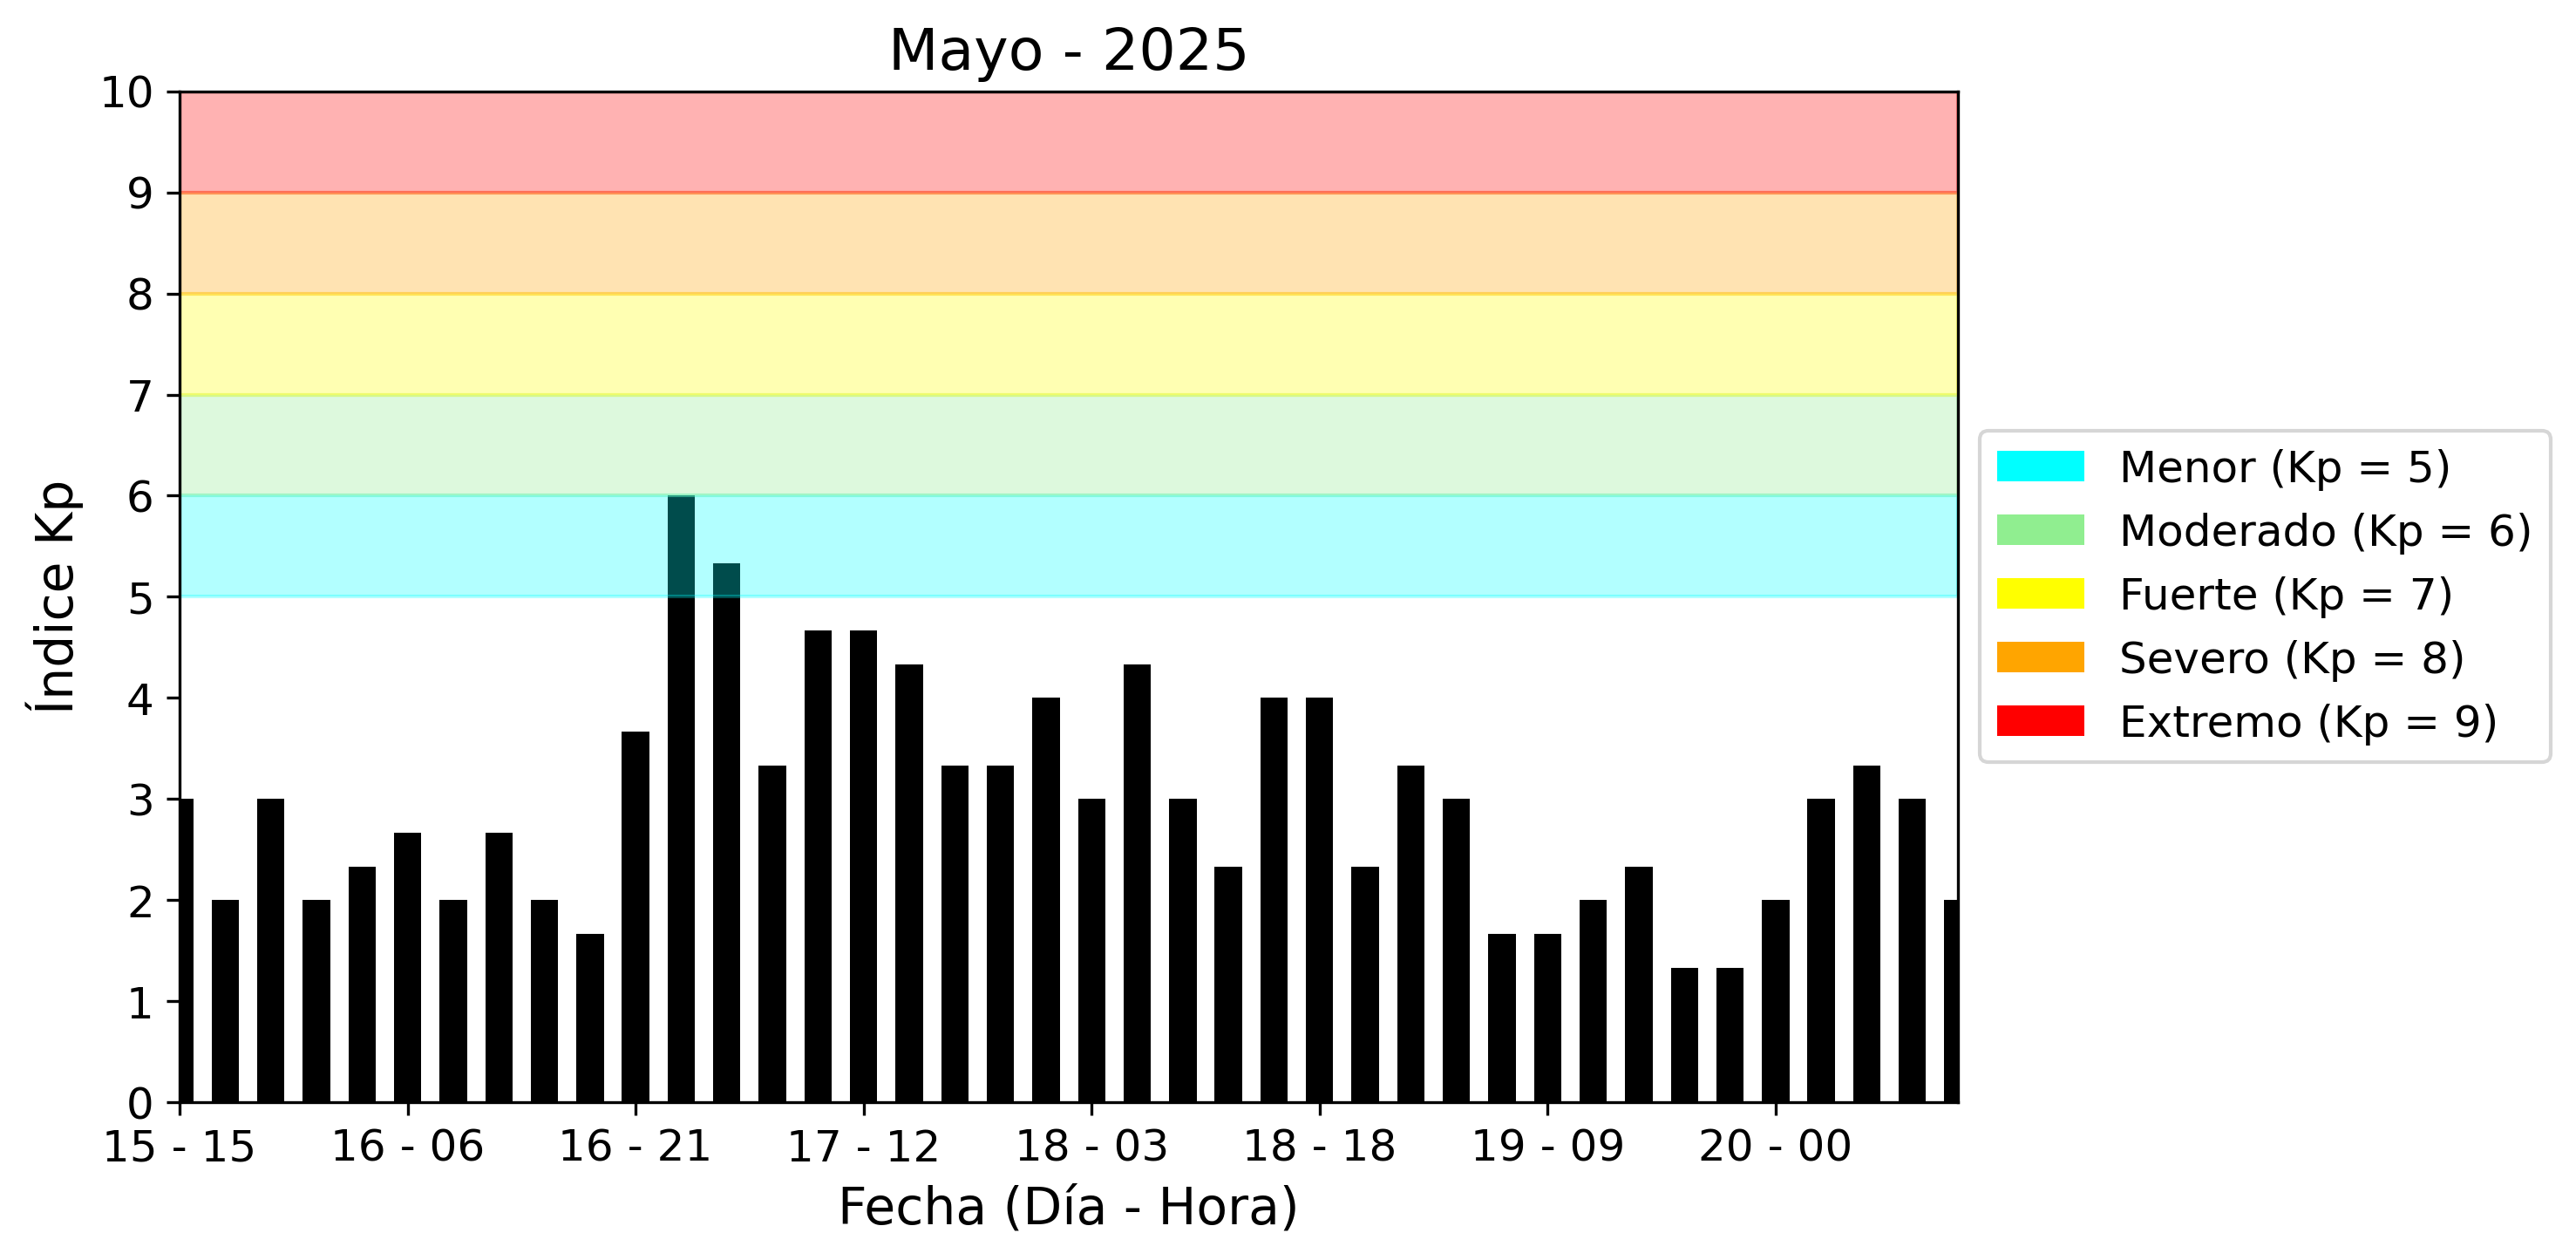 Mayo - 2025
10
9
8
7
6
5
4
3
2
1
0
Índice Kp
15 - 15 16 - 06 16 - 21 17 - 12 18 - 03 18 - 18 19 - 09 20 - 00
Fecha (Día - Hora)
Menor (Kp = 5)
Moderado (Kp = 6)
Fuerte (Kp = 7)
Severo (Kp = 8)
Extremo (Kp = 9)